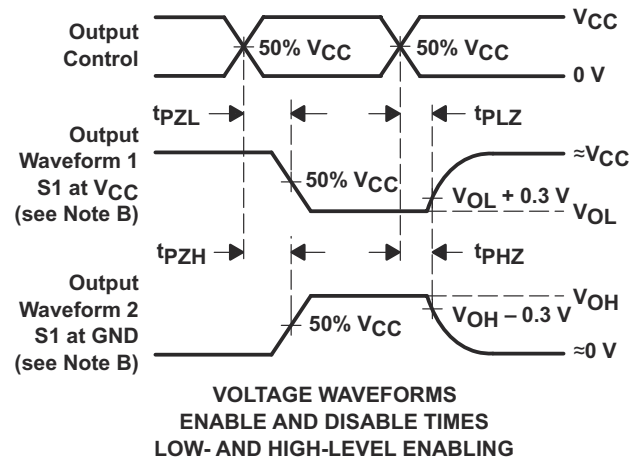 Output
Control
50% VCC
50% VCC
VCC
0 V
tPZL
tPLZ
Output
Waveform 1
S1 at VCC
(see Note B)
50% VCC
≈VCC
VOL + 0.3 V
VOL
tPZH
tPHZ
Output
Waveform 2
S1 at GND
(see Note B)
50% VCC
VOH
VOH – 0.3 V
≈0 V
VOLTAGE WAVEFORMS
ENABLE AND DISABLE TIMES
LOW- AND HIGH-LEVEL ENABLING